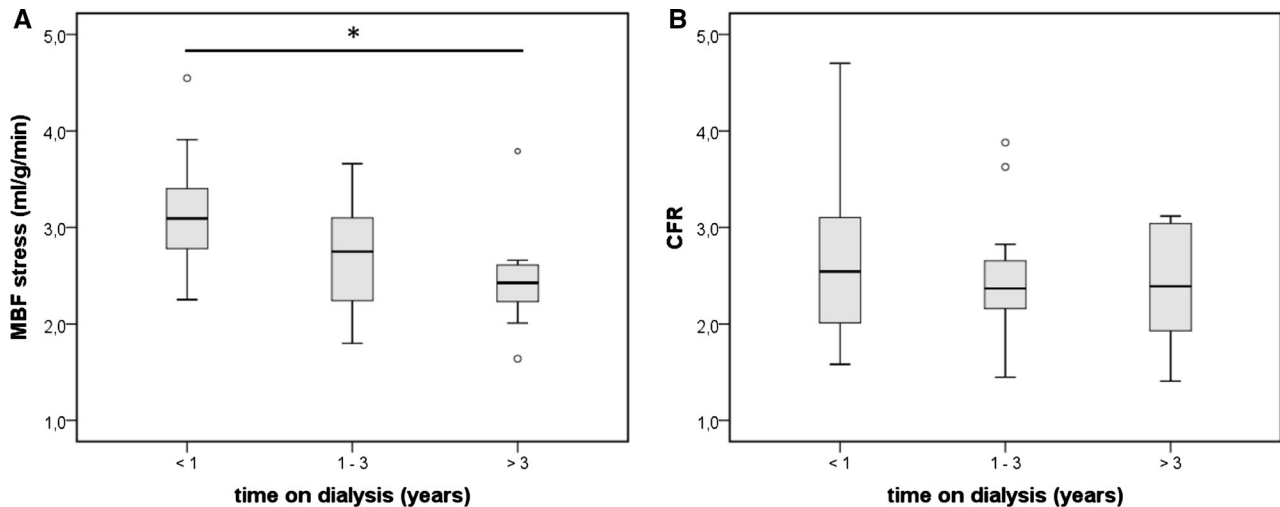 A
*
5,0
4,0
3,0
2,0
1,0
MBF stress (ml/g/min)
< 1
1 - 3
> 3
time on dialysis (years)
B
5,0
4,0
3,0
2,0
1,0
CFR
< 1
1 - 3
> 3
time on dialysis (years)